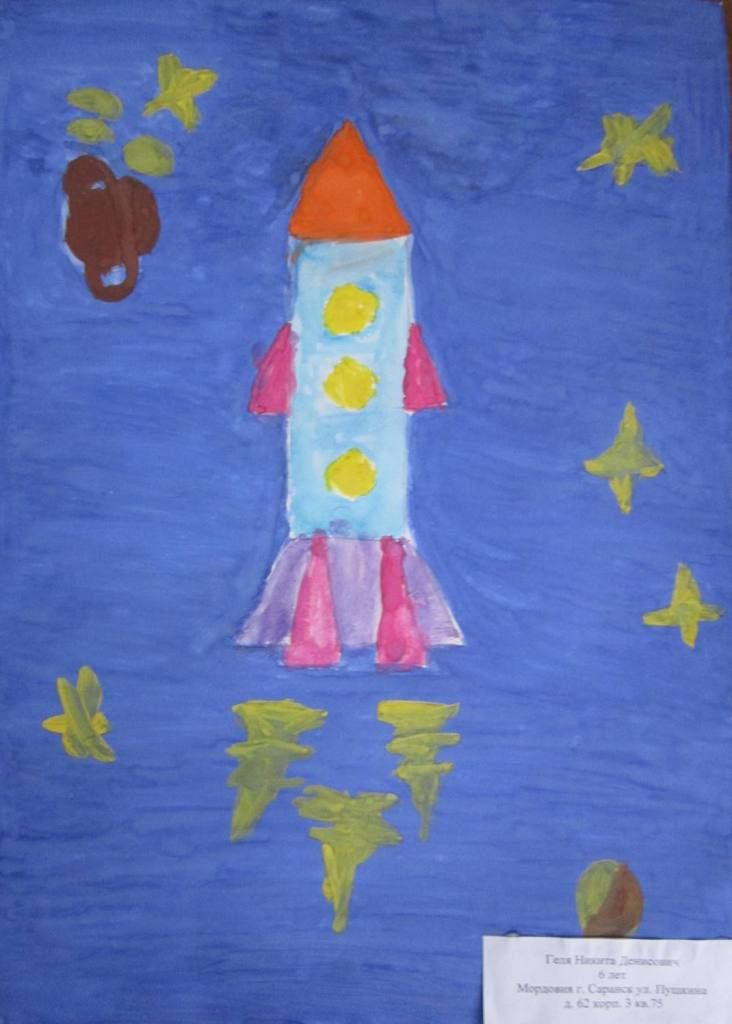 Геля Никита Денисович
6 лет
Мордовия г. Саранск ул. Пушкина
д. 62 корп. 3 кв.75